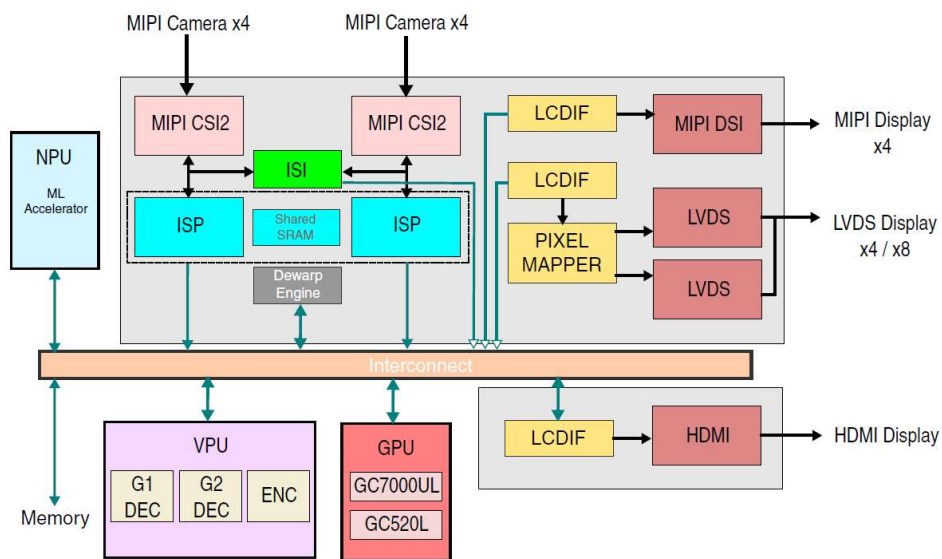 MIPI Camera x4
MIPI Camera x4
MIPI CSI2
MIPI CSI2
LCDIF
MIPI DSI
MIPI Display
x4
NPU
ML
Accelerator
ISI
LCDIF
ISP
Shared
SRAM
ISP
PIXEL
MAPPER
LVDS
LVDS
LVDS Display
x4 / x8
Dewarp
Engine
Interconnect
VPU
G1
DEC
G2
DEC
ENC
GPU
GC7000UL
GC520L
LCDIF
HDMI
HDMI Display
Memory